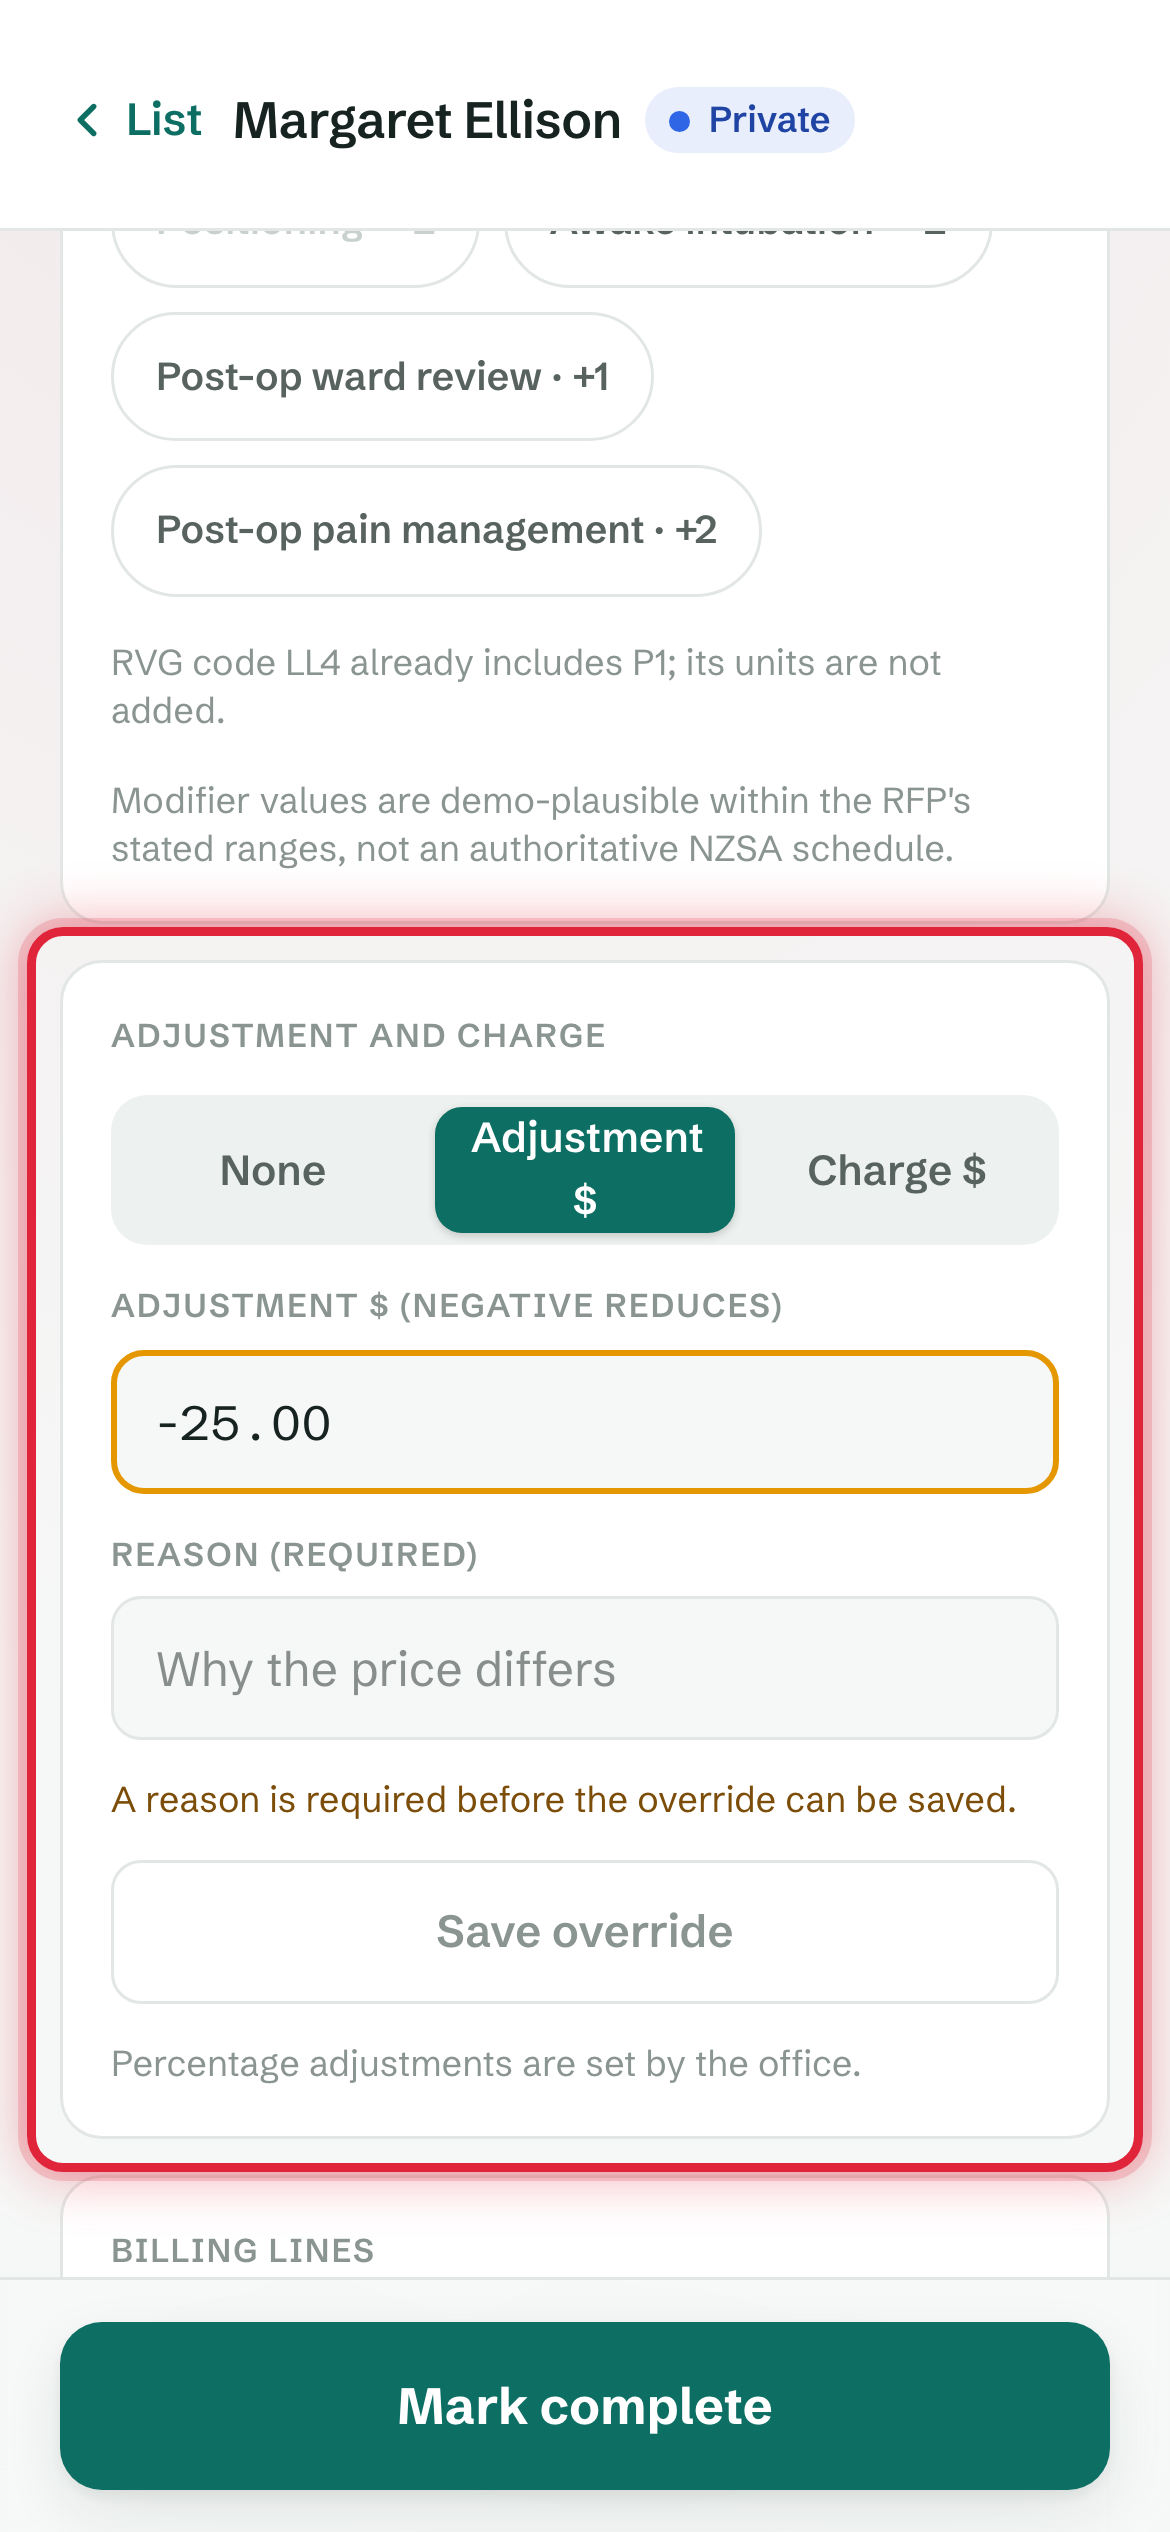 List Margaret Ellison Private
Post-op ward review · +1
Post-op pain management · +2
RVG code LL4 already includes P1; its units are not
added.
Modifier values are demo-plausible within the RFP's
stated ranges, not an authoritative NZSA schedule.
ADJUSTMENT AND CHARGE
None
Adjustment
$
Charge $
ADJUSTMENT $ (NEGATIVE REDUCES)
-25.00
REASON (REQUIRED)
Why the price differs
A reason is required before the override can be saved.
Save override
Percentage adjustments are set by the office.
BILLING LINES
Mark complete